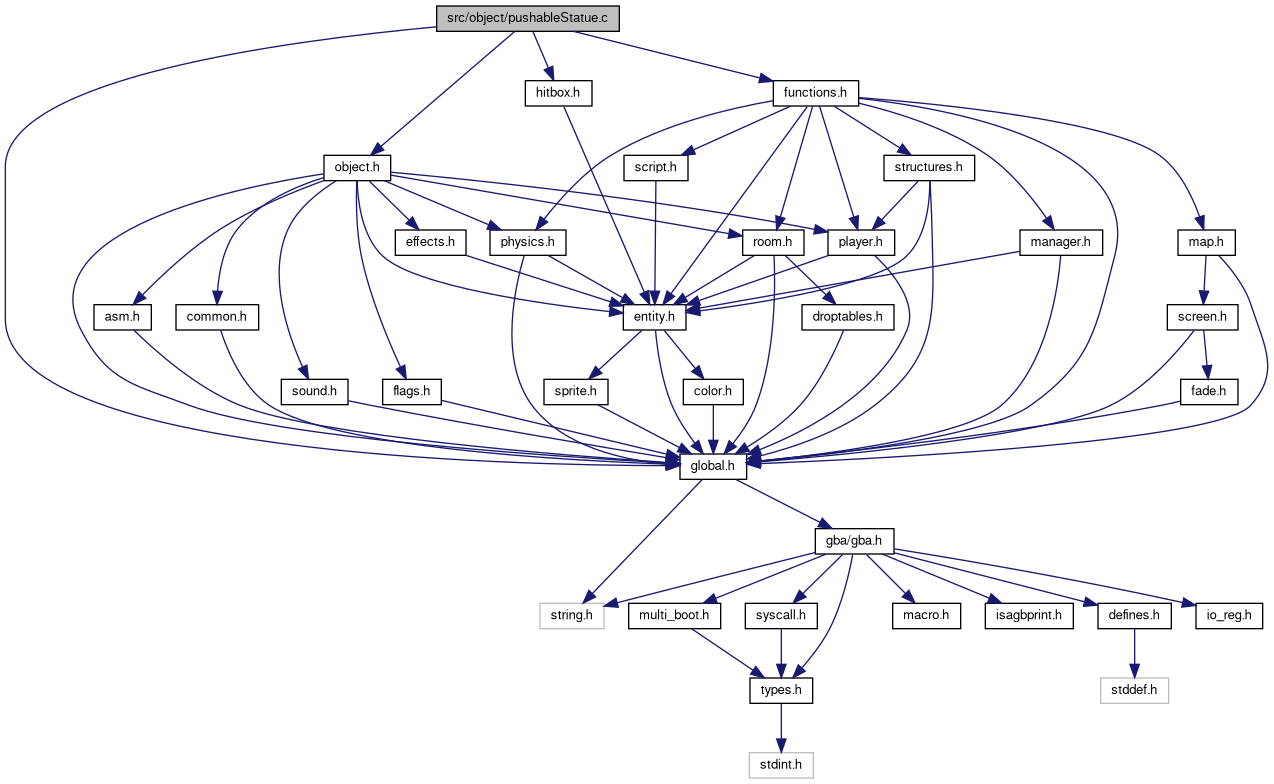 src/object/pushableStatue.c
hitbox.h
functions.h
object.h
script.h
structures.h
effects.h
physics.h
room.h
player.h
manager.h
map.h
asm.h
common.h
entity.h
droptables.h
screen.h
sound.h
flags.h
sprite.h
color.h
fade.h
global.h
gba/gba.h
string.h
multi_boot.h
syscall.h
macro.h
isagbprint.h
defines.h
io_reg.h
types.h
stddef.h
stdint.h